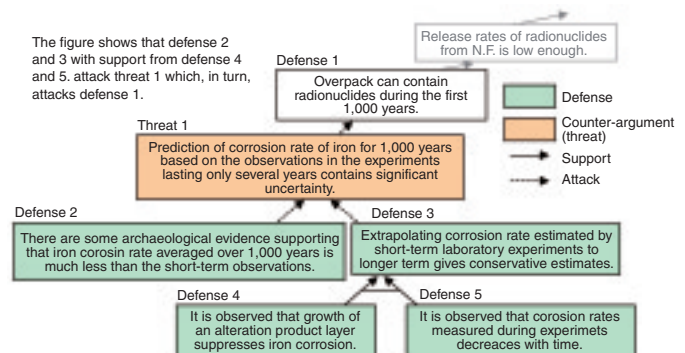 The figure shows that defense 2
and 3 with support from defense 4
and 5. attack threat 1 which, in turn,
attacks defense 1.
Release rates of radionuclides
from N.F. is low enough.
Defense 1
Overpack can contain
radionuclides during the first
1,000 years.
Defense
Counter-argument
(threat)
Support
Attack
Threat 1
Prediction of corrosion rate of iron for 1,000 years
based on the observations in the experiments
lasting only several years contains significant
uncertainty.
Defense 2
There are some archaeological evidence supporting
that iron corosin rate averaged over 1,000 years is
much less than the short-term observations.
Defense 3
Extrapolating corrosion rate estimated by
short-term laboratory experiments to
longer term gives conservative estimates.
Defense 4
It is observed that growth of
an alteration product layer
suppresses iron corrosion.
Defense 5
It is observed that corosion rates
measured during experimets
decreaces with time.